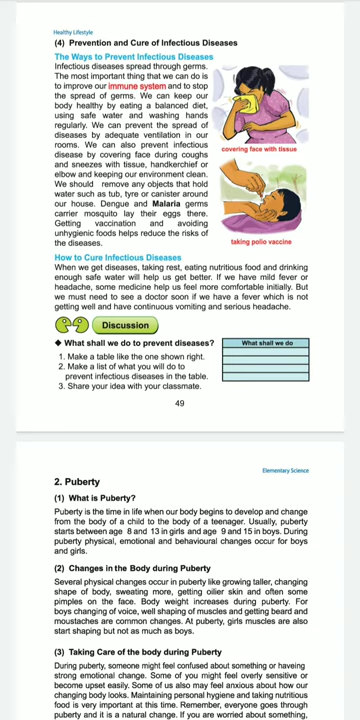 Healthy Lifestyle
(4) Prevention and Cure of Infectious Diseases
The Ways to Prevent Infectious Diseases
Infectious diseases spread through germs.
The most important thing that we can do is
to improve our immune system and to stop
the spread of germs. We can keep our
body healthy by eating a balanced diet,
using safe water and washing hands
regularly. We can prevent the spread of
diseases by adequate ventilation in our
rooms. We can also prevent infectious
disease by covering face during coughs
and sneezes with tissue, handkerchief or
elbow and keeping our environment clean.
We should remove any objects that hold
water such as tub, tyre or canister around
our house. Dengue and Malaria germs
carrier mosquito lay their eggs there.
Getting vaccination and avoiding
unhygienic foods helps reduce the risks of
the diseases.
covering face with tissue
taking polio vaccine
How to Cure Infectious Diseases
When we get diseases, taking rest, eating nutritious food and drinking
enough safe water will help us get better. If we have mild fever or
headache, some medicine help us feel more comfortable initially. But
we must need to see a doctor soon if we have a fever which is not
getting well and have continuous vomiting and serious headache.
Discussion
◆ What shall we do to prevent diseases?
1. Make a table like the one shown right.
2. Make a list of what you will do to
prevent infectious diseases in the table.
3. Share your idea with your classmate.
What shall we do
49
Elementary Science
2. Puberty
(1) What is Puberty?
Puberty is the time in life when our body begins to develop and change
from the body of a child to the body of a teenager. Usually, puberty
starts between age 8 and 13 in girls and age 9 and 15 in boys. During
puberty physical, emotional and behavioural changes occur for boys
and girls.
(2) Changes in the Body during Puberty
Several physical changes occur in puberty like growing taller, changing
shape of body, sweating more, getting oilier skin and often some
pimples on the face. Body weight increases during puberty. For
boys changing of voice, well shaping of muscles and getting beard and
moustaches are common changes. At puberty, girls muscles are also
start shaping but not as much as boys.
(3) Taking Care of the body during Puberty
During puberty, someone might feel confused about something or haveing
strong emotional change. Some of you might feel overly sensitive or
become upset easily. Some of us also may feel anxious about how our
changing body looks. Maintaining personal hygiene and taking nutritious
food is very important at this time. Remember, everyone goes through
puberty and it is a natural change. If you are worried about something,